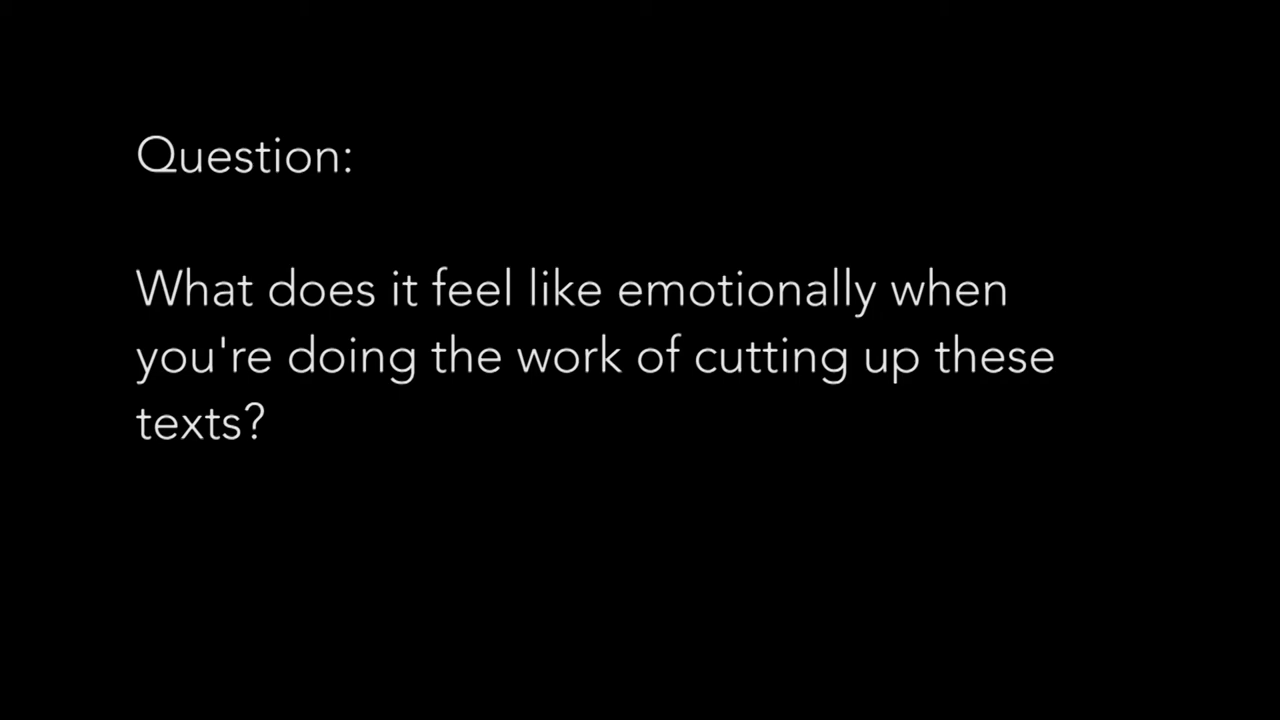 Question:
What does it feel like emotionally when
you're doing the work of cutting up these
texts?